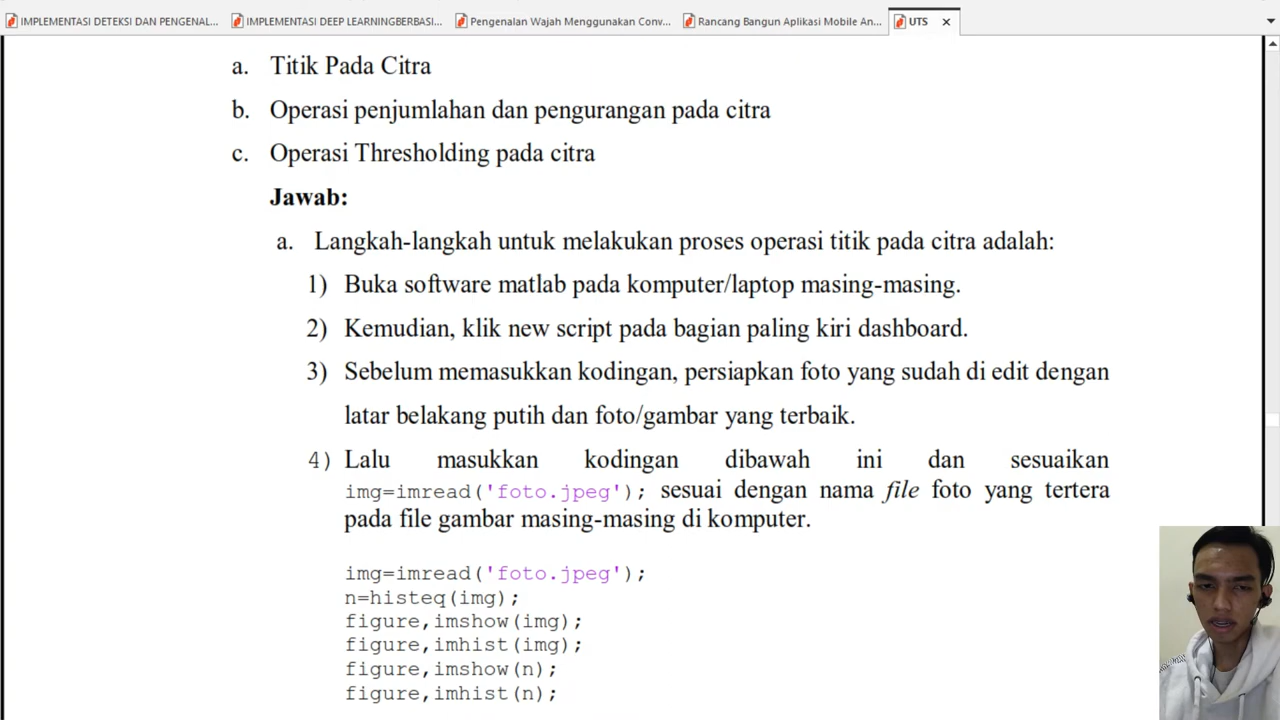 IMPLEMENTASI DETEKSI DAN PENGENAL...
IMPLEMENTASI DEEP LEARNINGBERBASI...
Pengenalan Wajah Menggunakan Conv...
Rancang Bangun Aplikasi Mobile An...
UTS
a. Titik Pada Citra
b. Operasi penjumlahan dan pengurangan pada citra
c. Operasi Thresholding pada citra
Jawab:
a. Langkah-langkah untuk melakukan proses operasi titik pada citra adalah:
1) Buka software matlab pada komputer/laptop masing-masing.
2) Kemudian, klik new script pada bagian paling kiri dashboard.
3) Sebelum memasukkan kodingan, persiapkan foto yang sudah di edit dengan
latar belakang putih dan foto/gambar yang terbaik.
4) Lalu masukkan kodingan dibawah ini dan sesuaikan
img=imread('foto.jpeg'); sesuai dengan nama file foto yang tertera
pada file gambar masing-masing di komputer.
img=imread('foto.jpeg');
n=histeq(img);
figure,imshow(img);
figure,imhist(img);
figure,imshow(n);
figure,imhist(n);